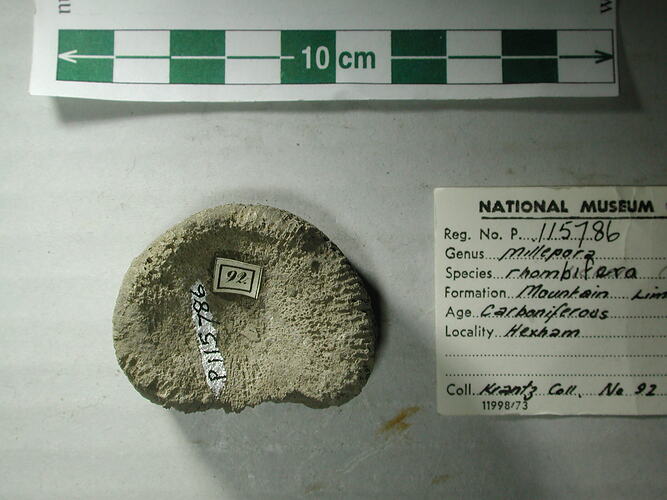 10 cm
NATIONAL MUSEUM
Reg. No. P. 115786
Genus Millepora
Species rhombifera
Formation Mountain Lim
Age Carboniferous
Locality Hexham
Coll. Krantz Coll. No 92
11998/73
92.
P115786